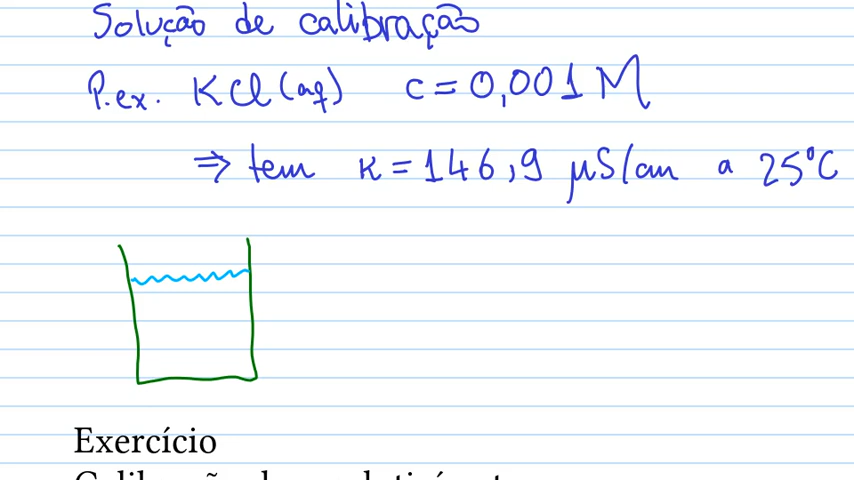 Solução de calibração
P.ex. KCl(aq) c = 0,001 M
⇒ tem κ = 146,9 μS/cm a 25°C
Exercício